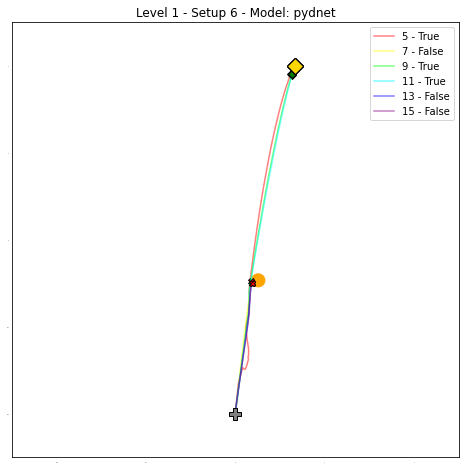 Level 1 - Setup 6 - Model: pydnet
5 - True
7 - False
9 - True
11 - True
13 - False
15 - False